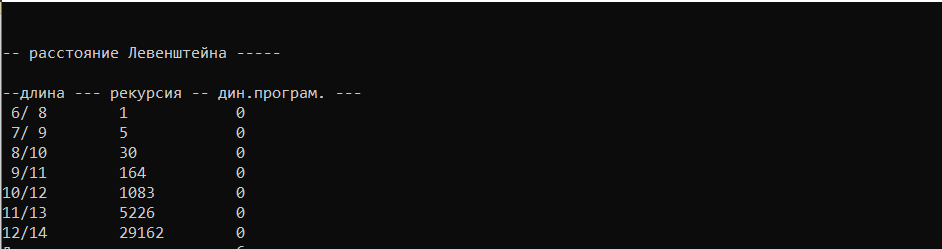 -- расстояние Левенштейна -----
--длина --- рекурсия -- дин.програм. ---
6/ 8 1 0
7/ 9 5 0
8/10 30 0
9/11 164 0
10/12 1083 0
11/13 5226 0
12/14 29162 0